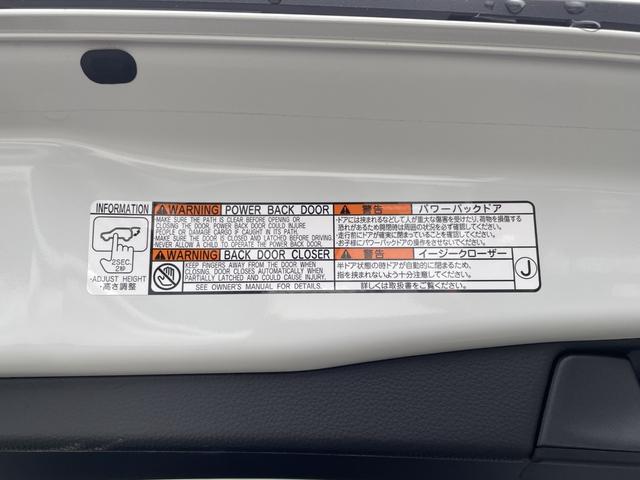 INFORMATION
2SEC.
2秒
•ADJUST HEIGHT
•高さ調整
WARNING POWER BACK DOOR
•MAKE SURE THE PATH IS CLEAR BEFORE OPENING OR
CLOSING THE DOOR. POWER BACK DOOR COULD INJURE
PEOPLE OR DAMAGE CARGO IF CAUGHT IN ITS PATH.
•MAKE SURE THE DOOR IS CLOSED AND LATCHED BEFORE DRIVING.
•NEVER ALLOW A CHILD TO OPERATE THE POWER BACK DOOR.
警告 パワーバックドア
•ドアには挟まれるなどして人が重大な傷害を受けたり、荷物を損傷する
恐れがあるため開閉時は周囲の状況を必ず確認してください。
•走行前にドアが確実に閉まっていることを確認してください。
•お子様にパワーバックドアの操作をさせないでください。
WARNING BACK DOOR CLOSER
KEEP FINGERS AWAY FROM THE DOOR WHEN
CLOSING. DOOR CLOSES AUTOMATICALLY WHEN
PARTIALLY LATCHED AND COULD CAUSE INJURY.
SEE OWNER'S MANUAL FOR DETAILS.
警告 イージークローザー
半ドア状態の時ドアが自動的に閉まるため、
指を挟まれないよう十分注意してください。
詳しくは取扱書をご覧ください。
J